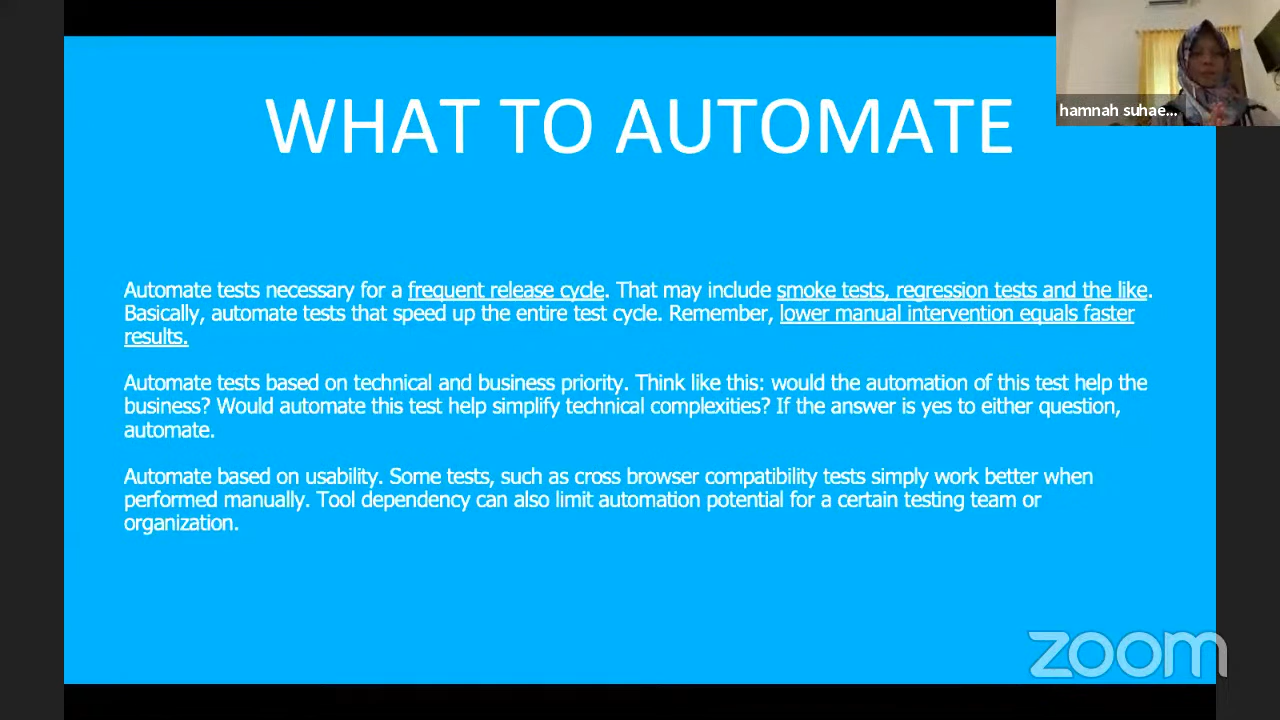 WHAT TO AUTOMATE
hamnah suhae...
Automate tests necessary for a frequent release cycle. That may include smoke tests, regression tests and the like.
Basically, automate tests that speed up the entire test cycle. Remember, lower manual intervention equals faster
results.
Automate tests based on technical and business priority. Think like this: would the automation of this test help the
business? Would automate this test help simplify technical complexities? If the answer is yes to either question,
automate.
Automate based on usability. Some tests, such as cross browser compatibility tests simply work better when
performed manually. Tool dependency can also limit automation potential for a certain testing team or
organization.
zoom